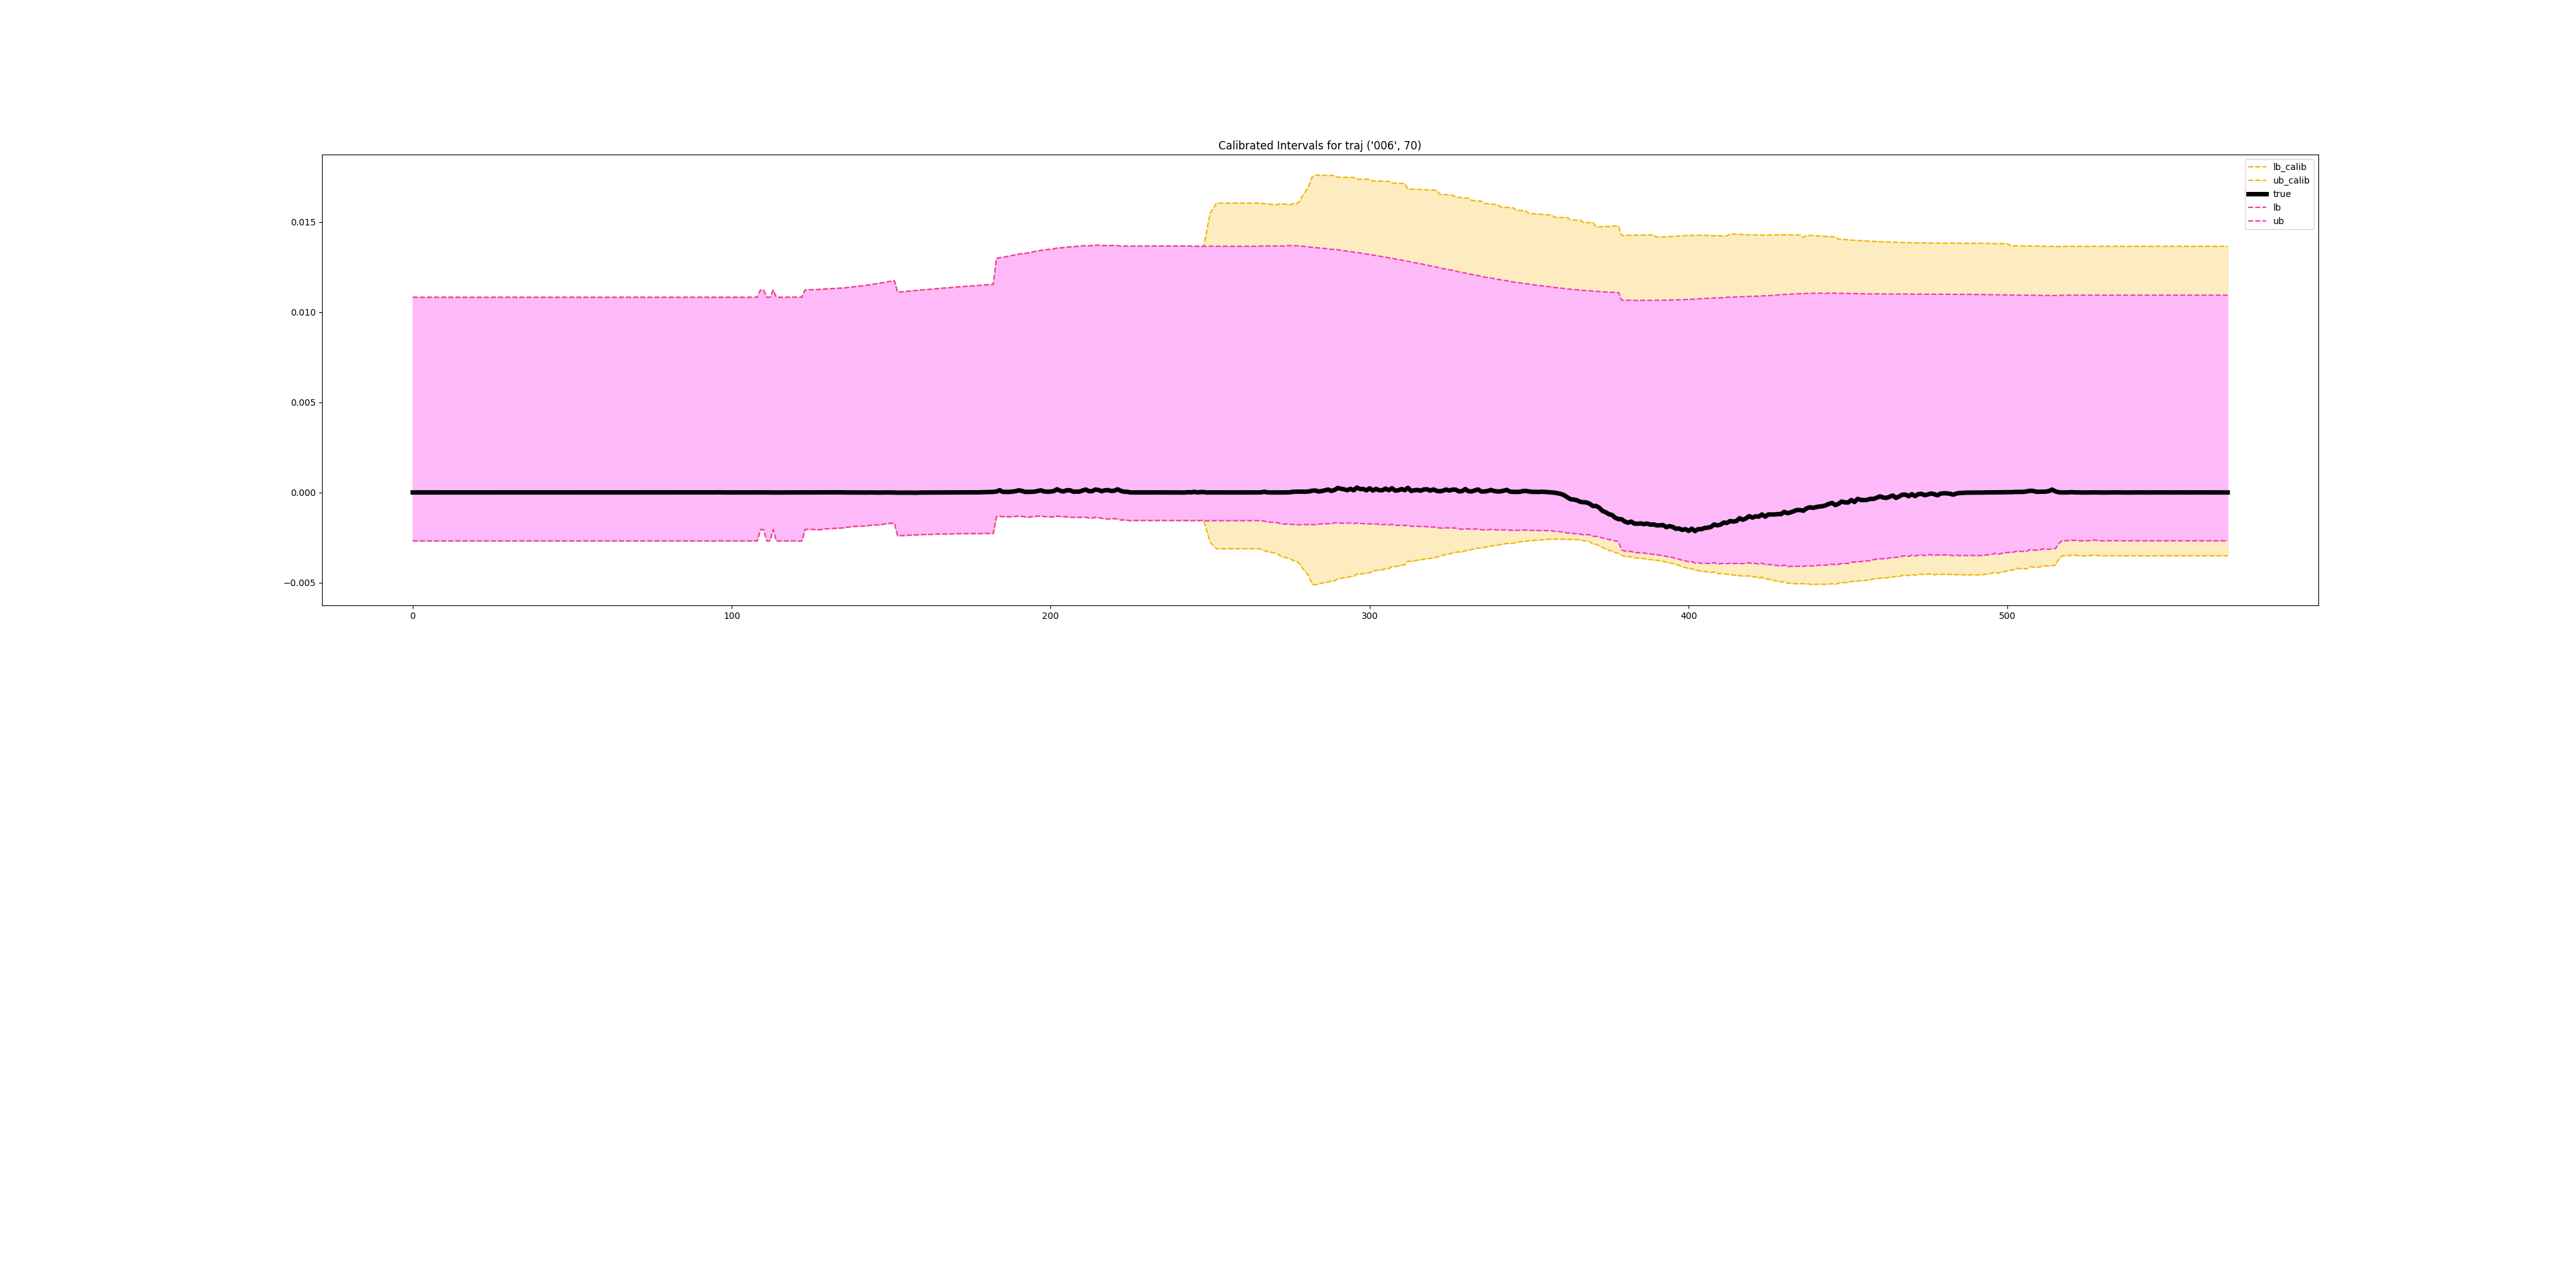 Calibrated Intervals for traj ('006', 70)
lb_calib
ub_calib
true
lb
ub
0.015
0.010
0.005
0.000
−0.005
0 100 200 300 400 500